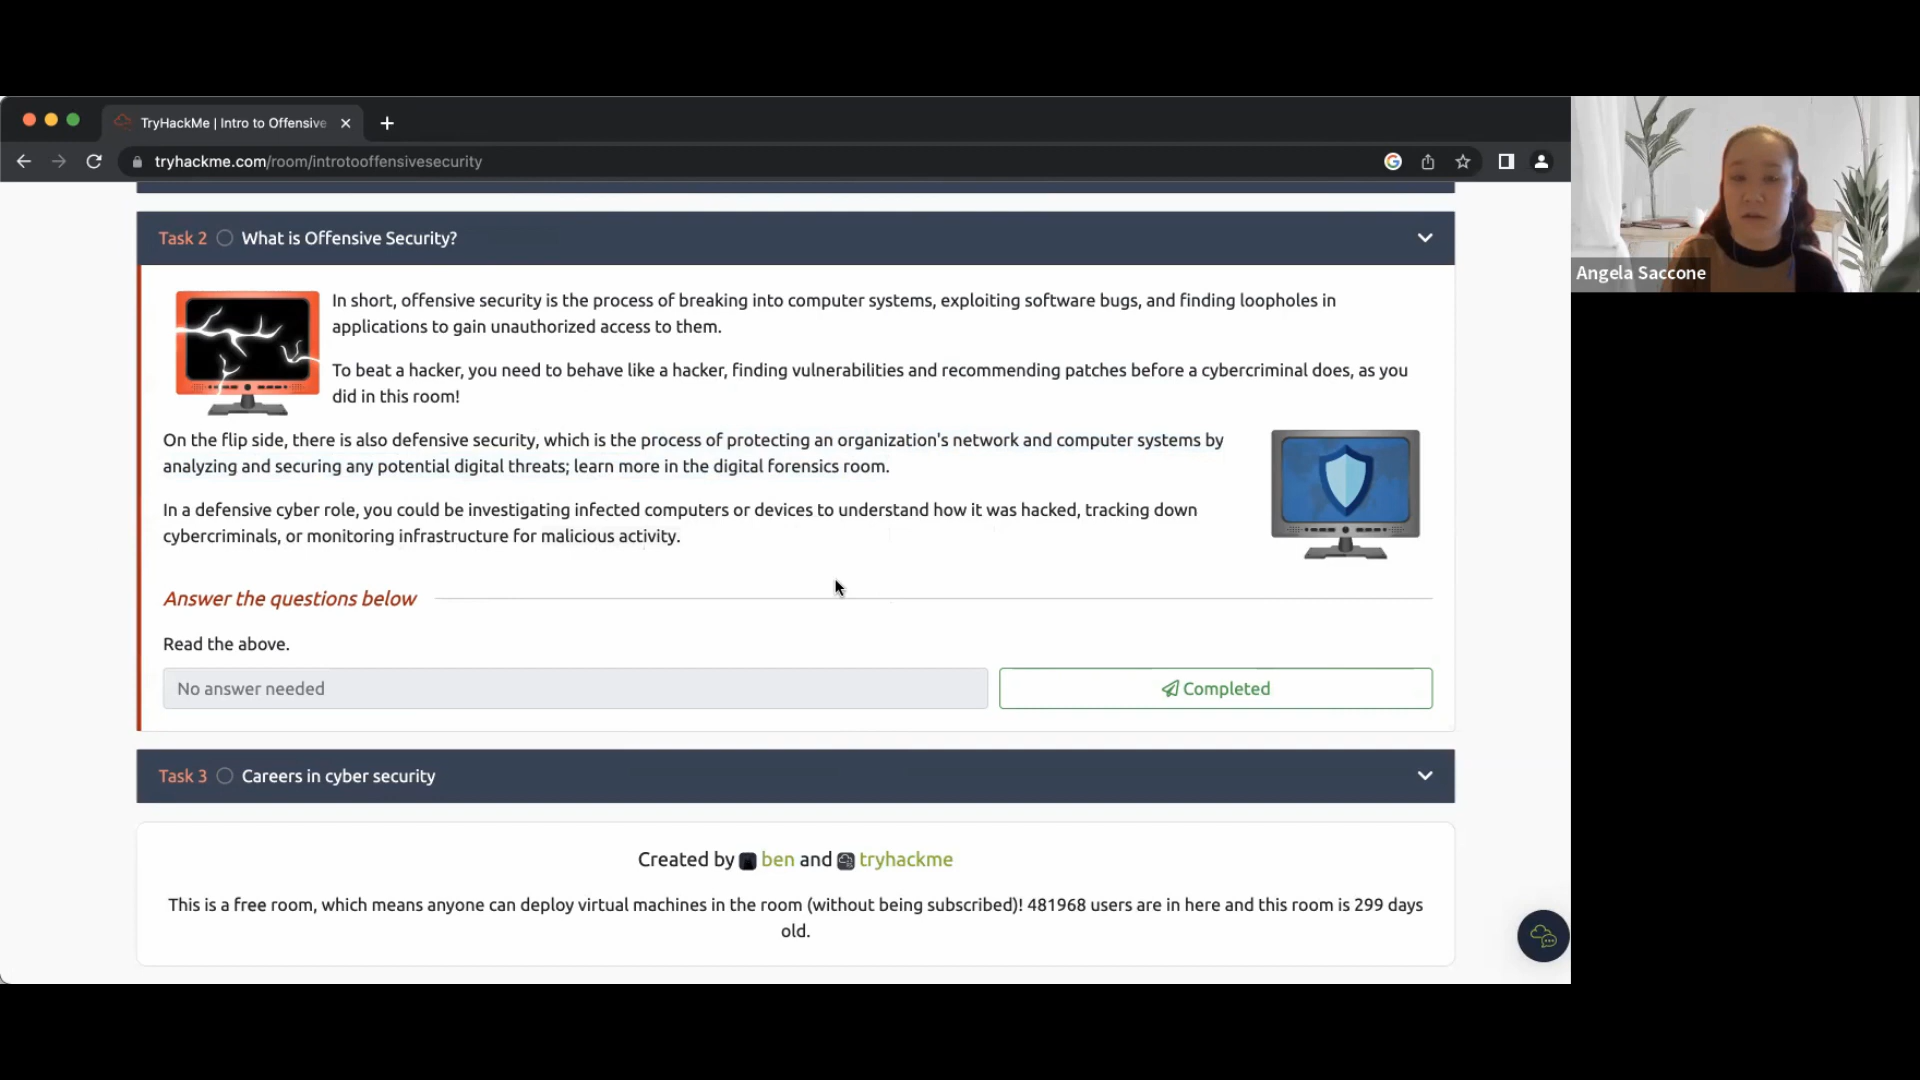 TryHackMe | Intro to Offensive
tryhackme.com/room/introtooffensivesecurity
Angela Saccone
Task 2 What is Offensive Security?
In short, offensive security is the process of breaking into computer systems, exploiting software bugs, and finding loopholes in
applications to gain unauthorized access to them.
To beat a hacker, you need to behave like a hacker, finding vulnerabilities and recommending patches before a cybercriminal does, as you
did in this room!
On the flip side, there is also defensive security, which is the process of protecting an organization's network and computer systems by
analyzing and securing any potential digital threats; learn more in the digital forensics room.
In a defensive cyber role, you could be investigating infected computers or devices to understand how it was hacked, tracking down
cybercriminals, or monitoring infrastructure for malicious activity.
Answer the questions below
Read the above.
No answer needed
Completed
Task 3 Careers in cyber security
Created by ben and tryhackme
This is a free room, which means anyone can deploy virtual machines in the room (without being subscribed)! 481968 users are in here and this room is 299 days
old.